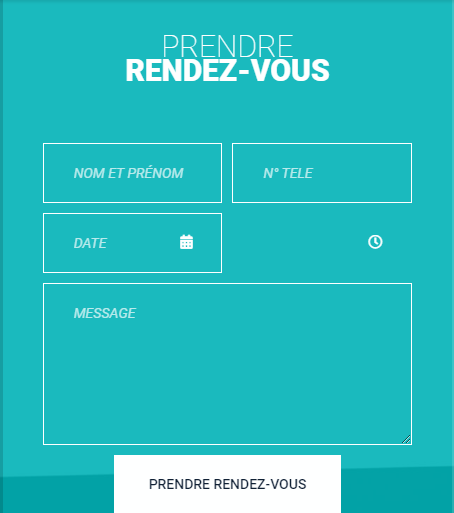 PRENDRE
RENDEZ-VOUS
NOM ET PRÉNOM
N° TELE
DATE
MESSAGE
PRENDRE RENDEZ-VOUS